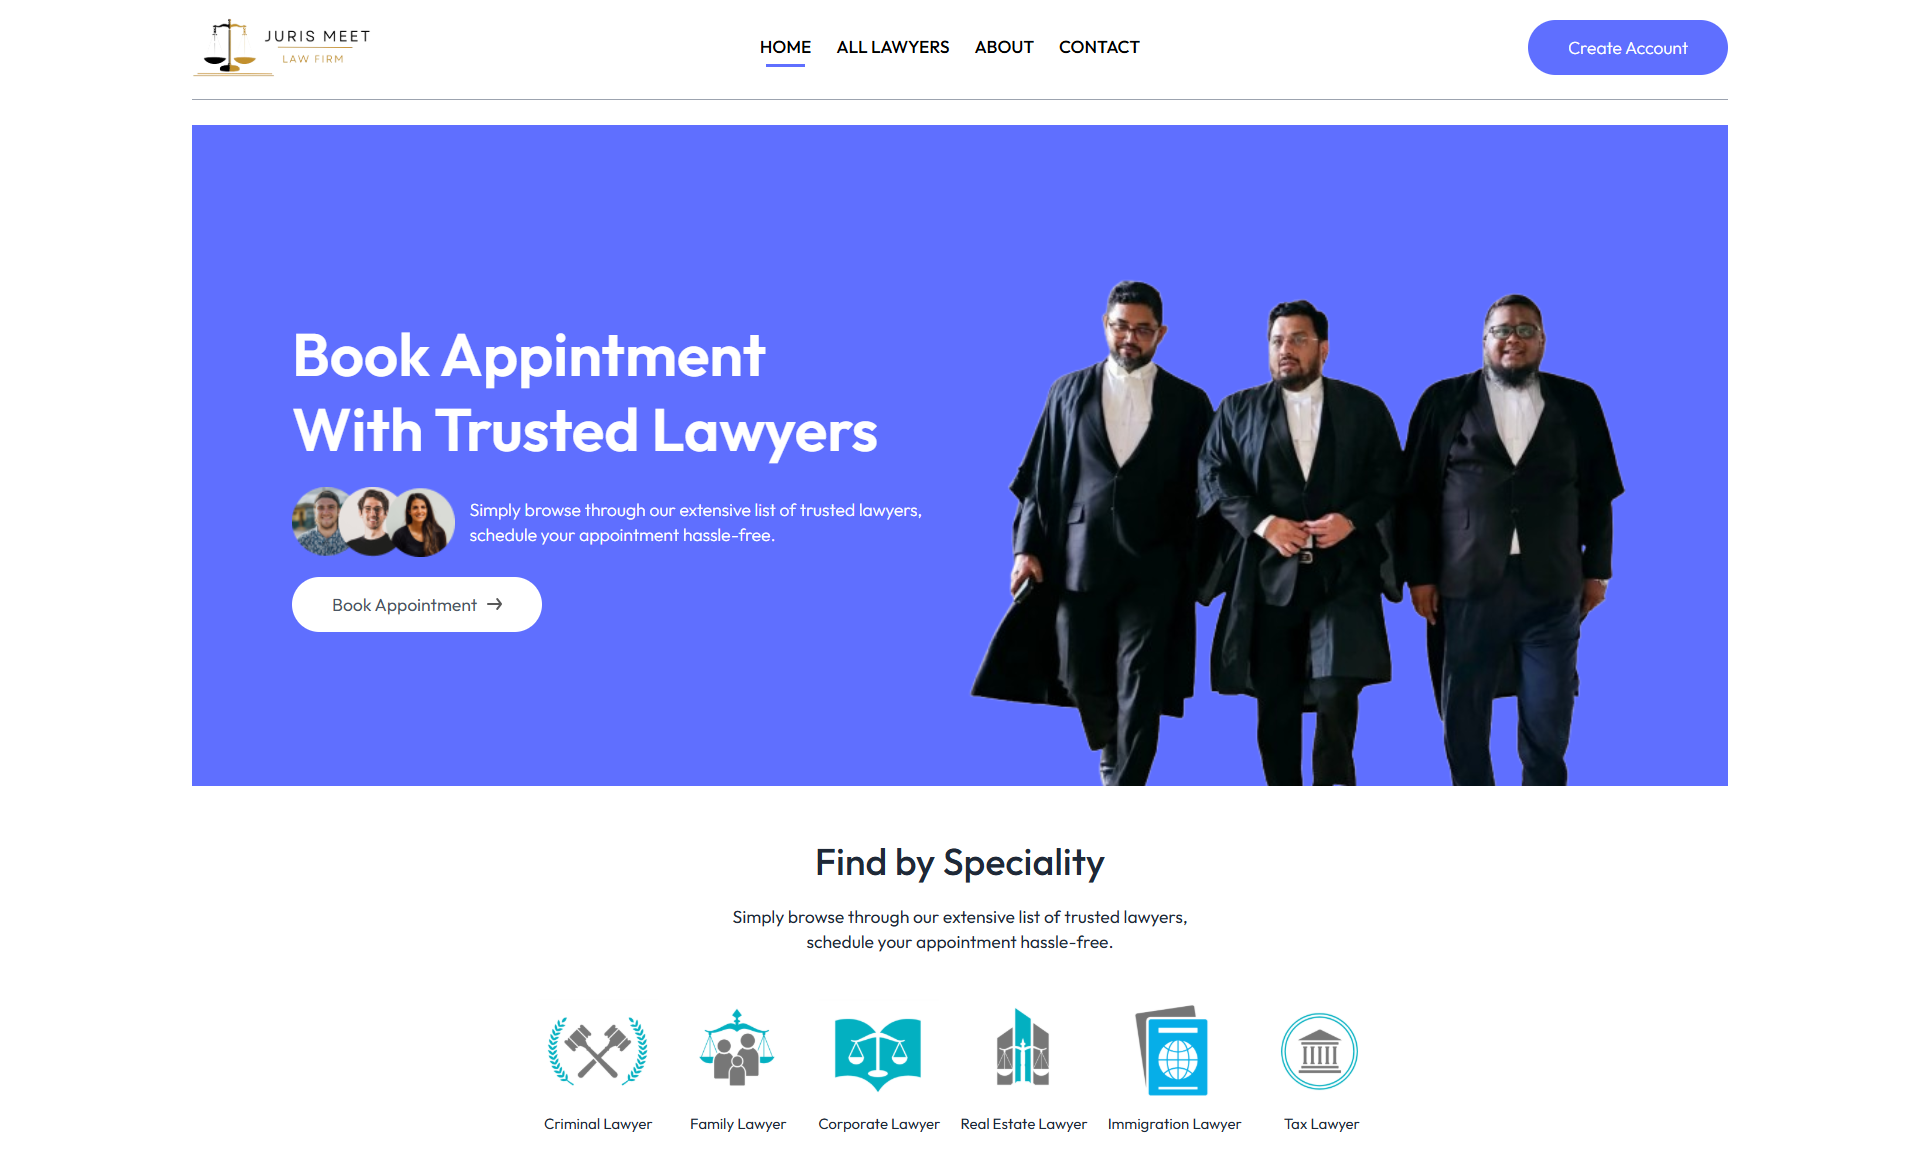 JURIS MEET
LAW FIRM
HOME
ALL LAWYERS
ABOUT
CONTACT
Create Account
Book Appintment
With Trusted Lawyers
Simply browse through our extensive list of trusted lawyers,
schedule your appointment hassle-free.
Book Appointment →
Find by Speciality
Simply browse through our extensive list of trusted lawyers,
schedule your appointment hassle-free.
Criminal Lawyer
Family Lawyer
Corporate Lawyer
Real Estate Lawyer
Immigration Lawyer
Tax Lawyer